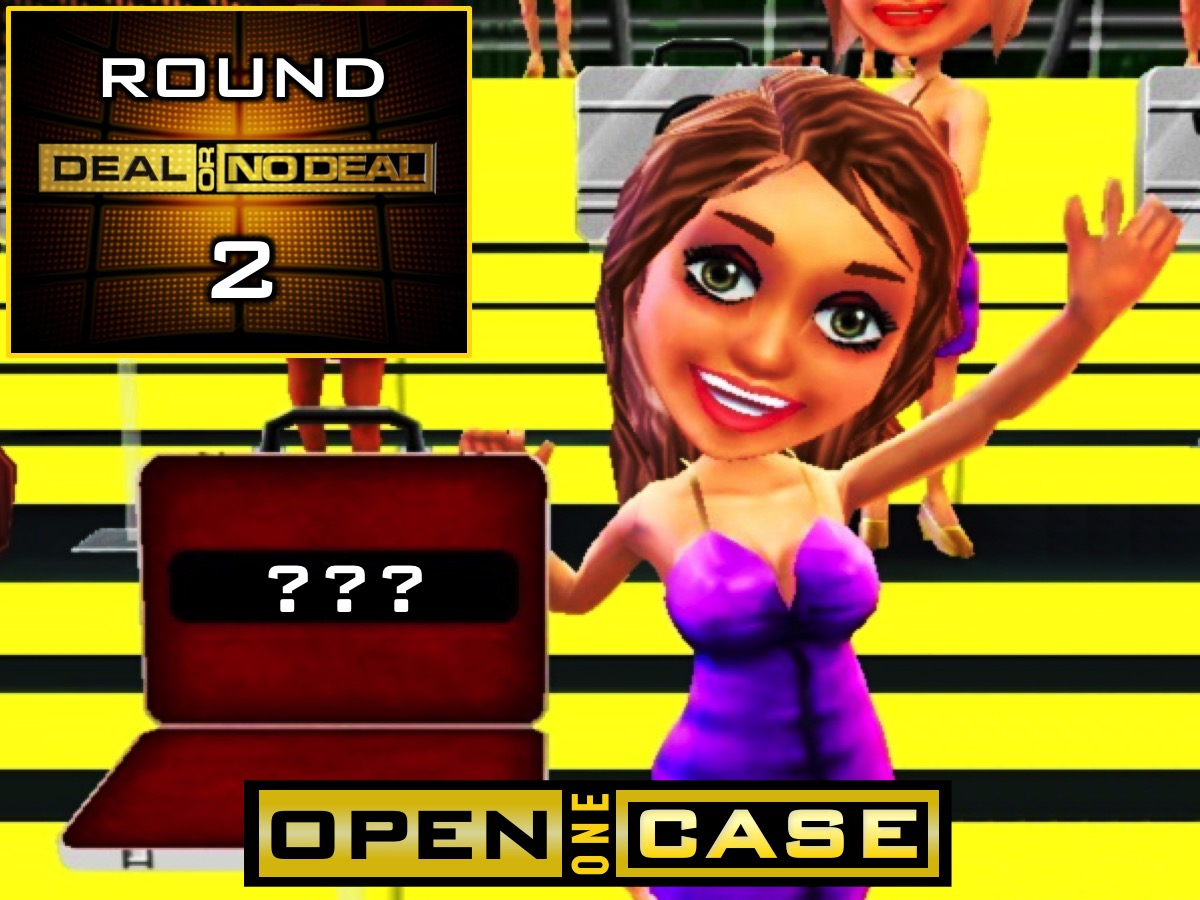 ROUND
DEAL OR NO DEAL
2
???
OPEN ONE CASE